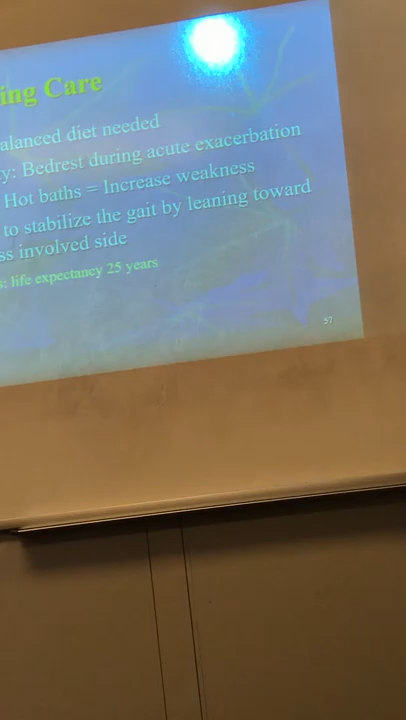 ing Care
alanced diet needed
ty: Bedrest during acute exacerbation
Hot baths = Increase weakness
to stabilize the gait by leaning toward
ss involved side
s: life expectancy 25 years
57